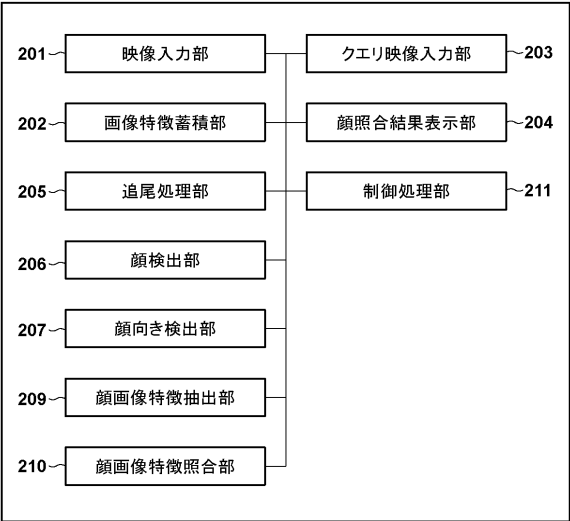 201 映像入力部
クエリ映像入力部 203
202 画像特徴蓄積部
顔照合結果表示部 204
205 追尾処理部
制御処理部 211
206 顔検出部
207 顔向き検出部
209 顔画像特徴抽出部
210 顔画像特徴照合部